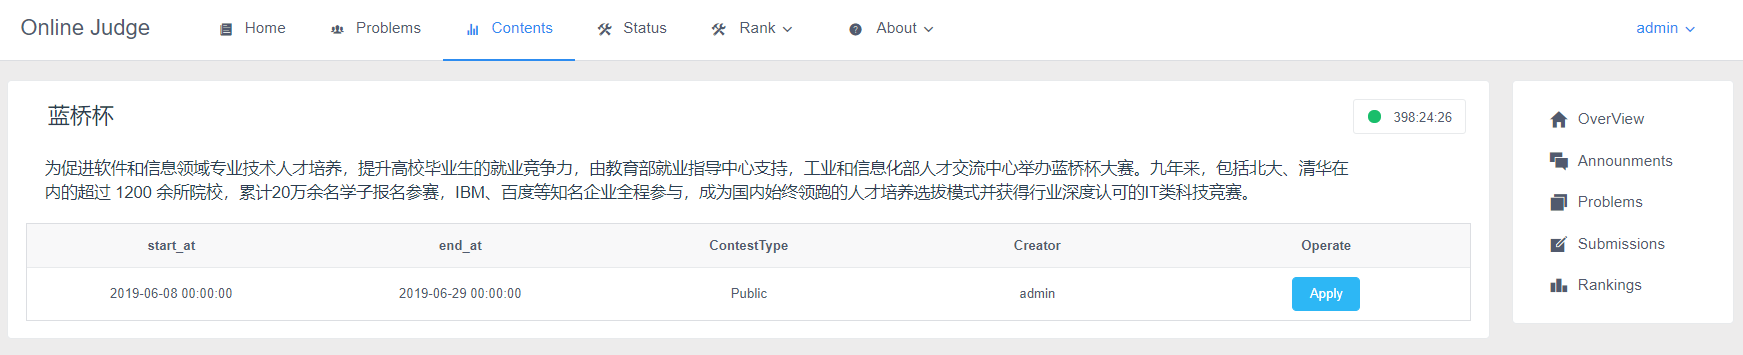 Online Judge
Home
Problems
Contents
Status
Rank
About
admin
蓝桥杯
398:24:26
为促进软件和信息领域专业技术人才培养，提升高校毕业生的就业竞争力，由教育部就业指导中心支持，工业和信息化部人才交流中心举办蓝桥杯大赛。九年来，包括北大、清华在
内的超过 1200 余所院校，累计20万余名学子报名参赛，IBM、百度等知名企业全程参与，成为国内始终领跑的人才培养选拔模式并获得行业深度认可的IT类科技竞赛。
start_at end_at ContestType Creator Operate
2019-06-08 00:00:00 2019-06-29 00:00:00 Public admin Apply
OverView
Announments
Problems
Submissions
Rankings